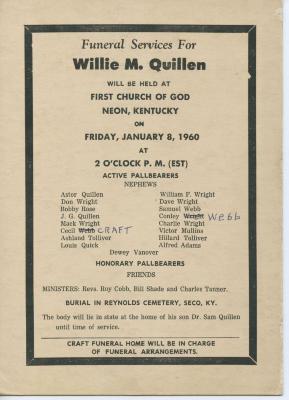 Funeral Services For
Willie M. Quillen
WILL BE HELD AT
FIRST CHURCH OF GOD
NEON, KENTUCKY
ON
FRIDAY, JANUARY 8, 1960
AT
2 O'CLOCK P. M. (EST)
ACTIVE PALLBEARERS
NEPHEWS
Astor Quillen William F. Wright
Don Wright Dave Wright
Bobby Rose Samuel Webb
J. G. Quillen Conley Wright Webb
Mack Wright Charlie Wright
Cecil Webb CRAFT Victor Mullins
Ashland Tolliver Hillard Tolliver
Louis Quick Alfred Adams
Dewey Vanover
HONORARY PALLBEARERS
FRIENDS
MINISTERS: Revs. Roy Cobb, Bill Shade and Charles Tanner.
BURIAL IN REYNOLDS CEMETERY, SECO, KY.
The body will lie in state at the home of his son Dr. Sam Quillen
until time of service.
CRAFT FUNERAL HOME WILL BE IN CHARGE
OF FUNERAL ARRANGEMENTS.